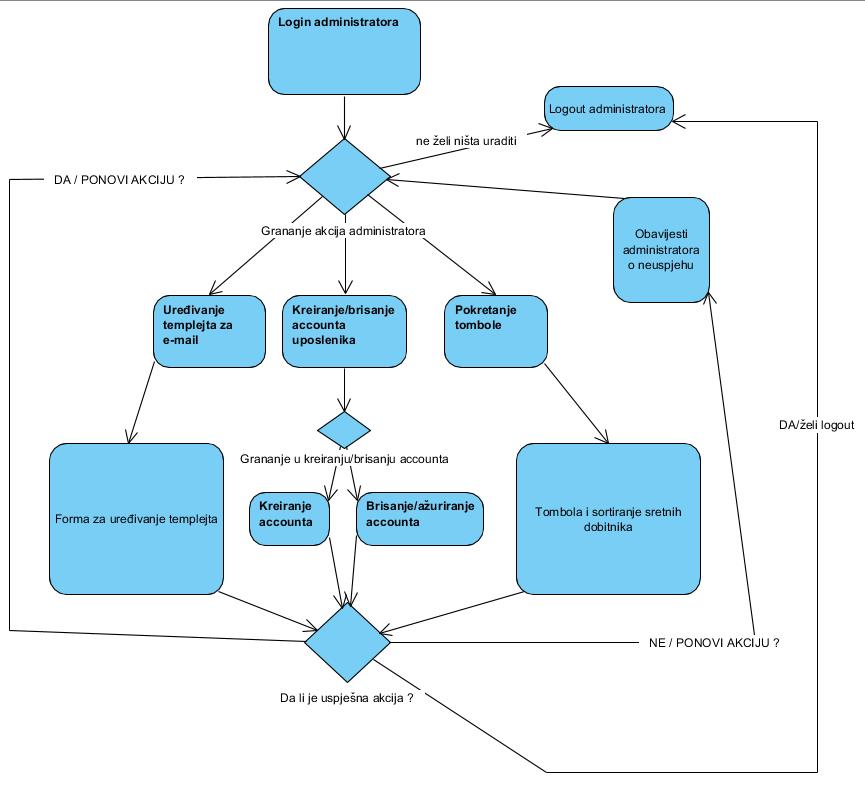 Login administratora
Logout administratora
ne želi ništa uraditi
DA / PONOVI AKCIJU ?
Grananje akcija administratora
Obavijesti
administratora
o neuspjehu
Uređivanje
templejta za
e-mail
Kreiranje/brisanje
accounta
uposlenika
Pokretanje
tombole
DA/želi logout
Grananje u kreiranju/brisanju accounta
Forma za uređivanje templejta
Kreiranje
accounta
Brisanje/ažuriranje
accounta
Tombola i sortiranje sretnih
dobitnika
NE / PONOVI AKCIJU ?
Da li je uspješna akcija ?